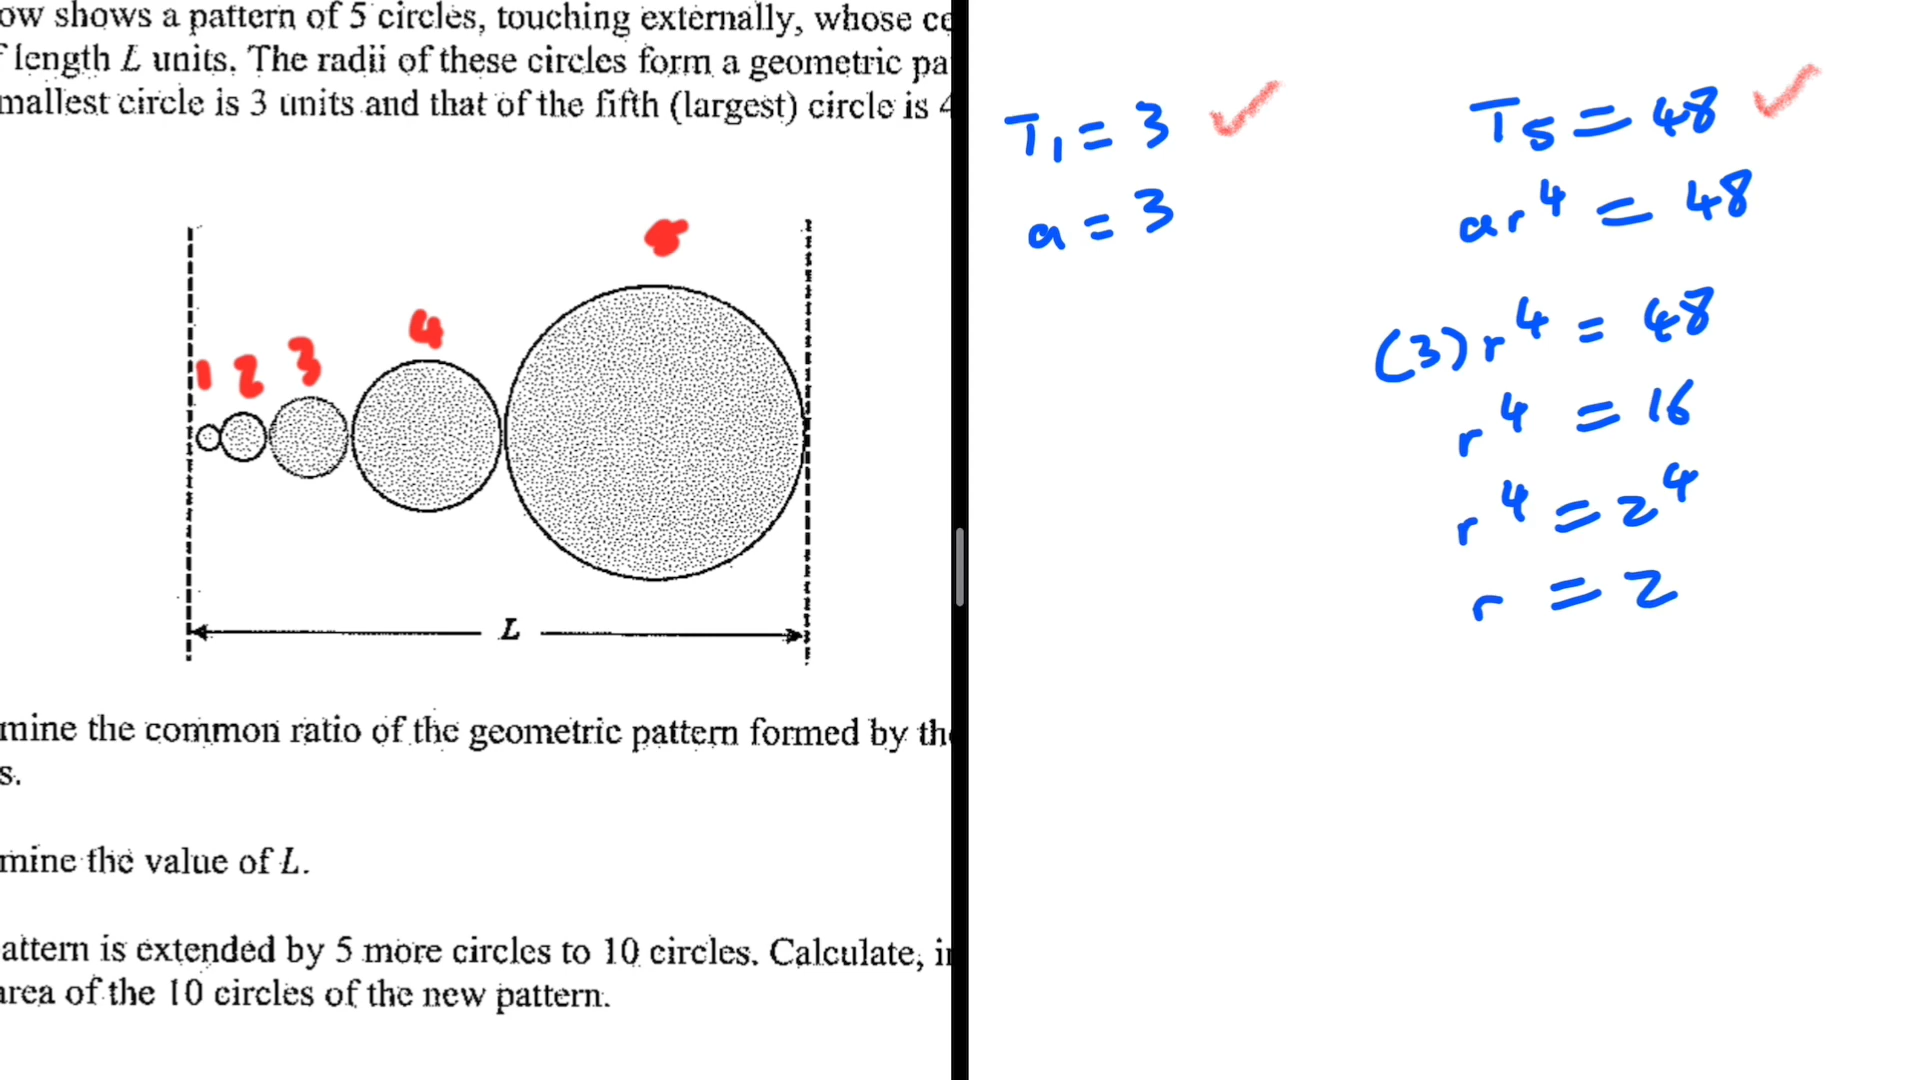 ow shows a pattern of 5 circles, touching externally, whose ce
length L units. The radii of these circles form a geometric pa
mallest circle is 3 units and that of the fifth (largest) circle is 4
1 2 3 4
L
mine the common ratio of the geometric pattern formed by the
s.
mine the value of L.
attern is extended by 5 more circles to 10 circles. Calculate, in
area of the 10 circles of the new pattern.
T₁ = 3 ✓
a = 3
T₅ = 48 ✓
ar⁴ = 48
(3)r⁴ = 48
r⁴ = 16
r⁴ = 2⁴
r = 2